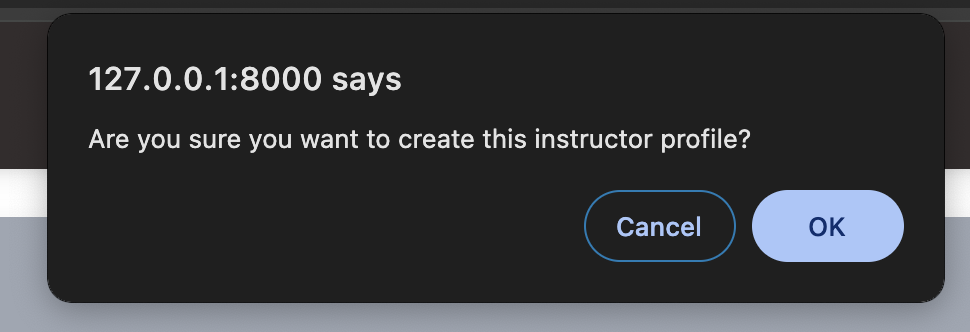 127.0.0.1:8000 says
Are you sure you want to create this instructor profile?
Cancel
OK